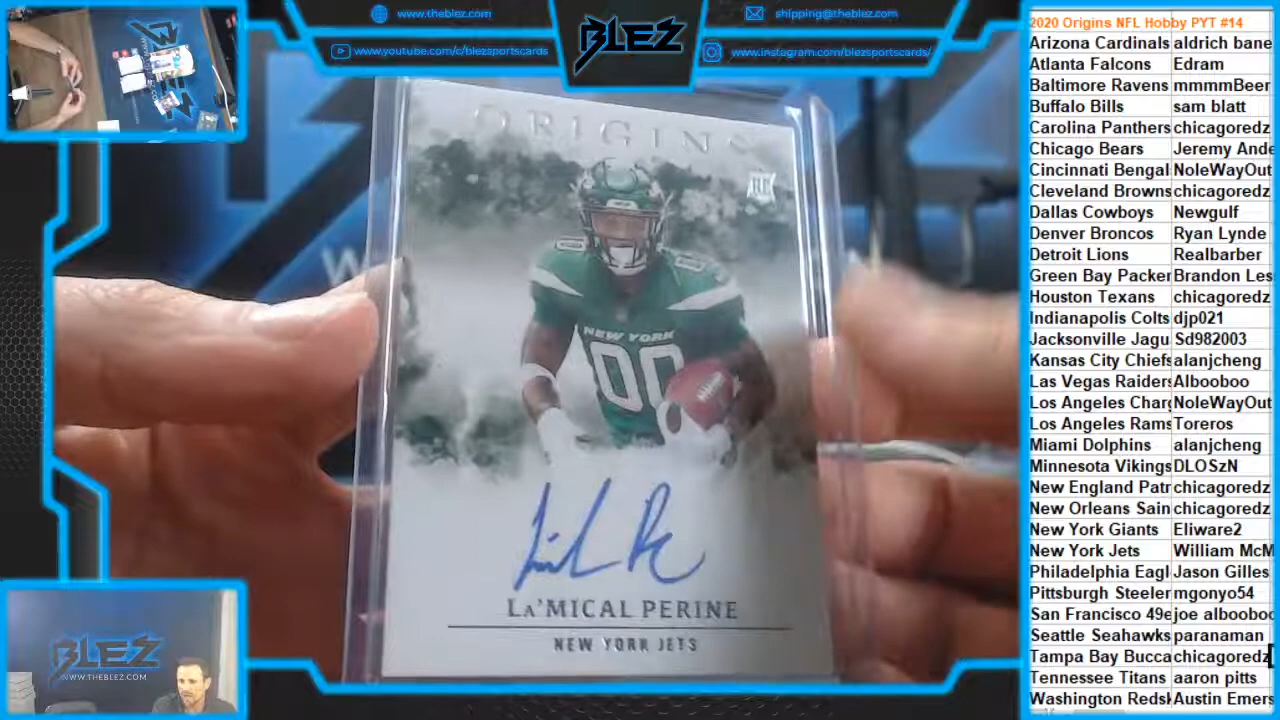 www.theblez.com
shipping@theblez.com
www.youtube.com/c/blezsportscards
www.instagram.com/blezsportscards/
BLEZ
ORIGINS
RC
00
NEW YORK
00
La'Mical Perine
NEW YORK JETS
BLEZ
WWW.THEBLEZ.COM
2020 Origins NFL Hobby PYT #14
Arizona Cardinals aldrich bane
Atlanta Falcons Edram
Baltimore Ravens mmmmBeer
Buffalo Bills sam blatt
Carolina Panthers chicagoredz
Chicago Bears Jeremy Ande
Cincinnati Bengal NoleWayOut
Cleveland Browns chicagoredz
Dallas Cowboys Newgulf
Denver Broncos Ryan Lynde
Detroit Lions Realbarber
Green Bay Packer Brandon Les
Houston Texans chicagoredz
Indianapolis Colts djp021
Jacksonville Jagu Sd982003
Kansas City Chiefs alanjcheng
Las Vegas Raiders Albooboo
Los Angeles Charg NoleWayOut
Los Angeles Rams Toreros
Miami Dolphins alanjcheng
Minnesota Vikings DLOSzN
New England Patr chicagoredz
New Orleans Sain chicagoredz
New York Giants Eliware2
New York Jets William McM
Philadelphia Eagl Jason Gilles
Pittsburgh Steeler mgonyo54
San Francisco 49e joe albooboo
Seattle Seahawks paranaman
Tampa Bay Bucca chicagoredz
Tennessee Titans aaron pitts
Washington Redsk Austin Emers